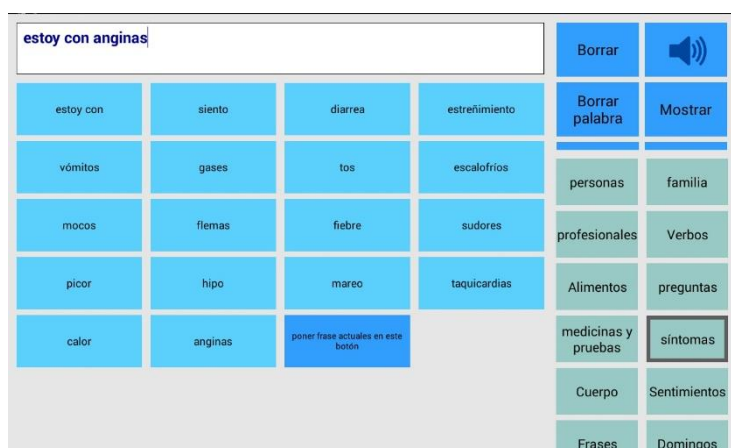 estoy con anginas
Borrar
estoy con
siento
diarrea
estreñimiento
Borrar
palabra
Mostrar
vómitos
gases
tos
escalofríos
personas
familia
mocos
flemas
fiebre
sudores
profesionales
Verbos
picor
hipo
mareo
taquicardias
Alimentos
preguntas
calor
anginas
poner frase actuales en este
botón
medicinas y
pruebas
síntomas
Cuerpo
Sentimientos
Frases
Domingos